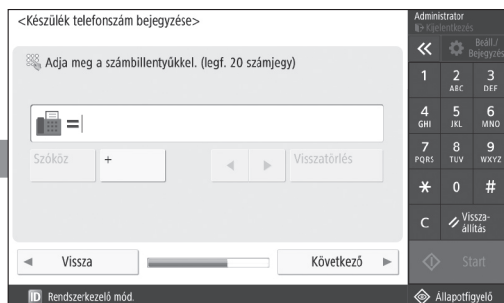 <Készülék telefonszám bejegyzése>
Adja meg a számbillentyűkkel. (legf. 20 számjegy)
=
Szóköz
+
Visszatörlés
Vissza
Következő
ID Rendszerkezelő mód.
Administrator
Kijelentkezés
Beáll./
Bejegyzés
1
2 ABC
3 DEF
4 GHI
5 JKL
6 MNO
7 PQRS
8 TUV
9 WXYZ
* 0 #
C
Vissza-
állítás
Start
Állapotfigyelő